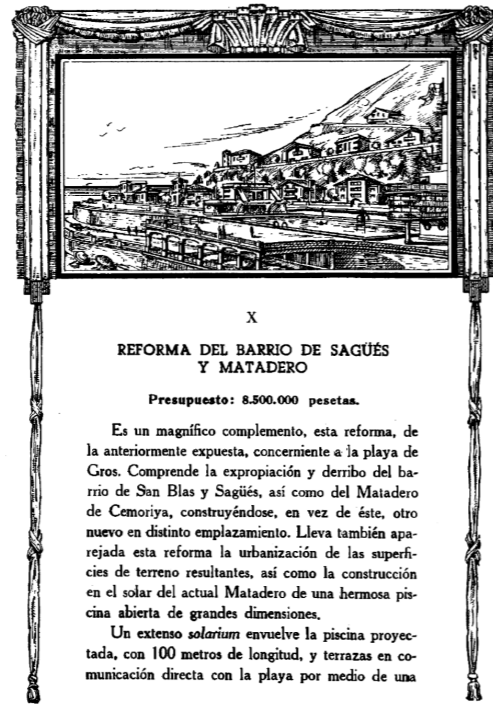 X
REFORMA DEL BARRIO DE SAGÜÉS
Y MATADERO
Presupuesto: 8.500.000 pesetas.
Es un magnífico complemento, esta reforma, de
la anteriormente expuesta, concerniente a la playa de
Gros. Comprende la expropiación y derribo del ba-
rrio de San Blas y Sagüés, así como del Matadero
de Cemoriya, construyéndose, en vez de éste, otro
nuevo en distinto emplazamiento. Lleva también apa-
rejada esta reforma la urbanización de las superfi-
cies de terreno resultantes, así como la construcción
en el solar del actual Matadero de una hermosa pis-
cina abierta de grandes dimensiones.
Un extenso solarium envuelve la piscina proyec-
tada, con 100 metros de longitud, y terrazas en co-
municación directa con la playa por medio de una